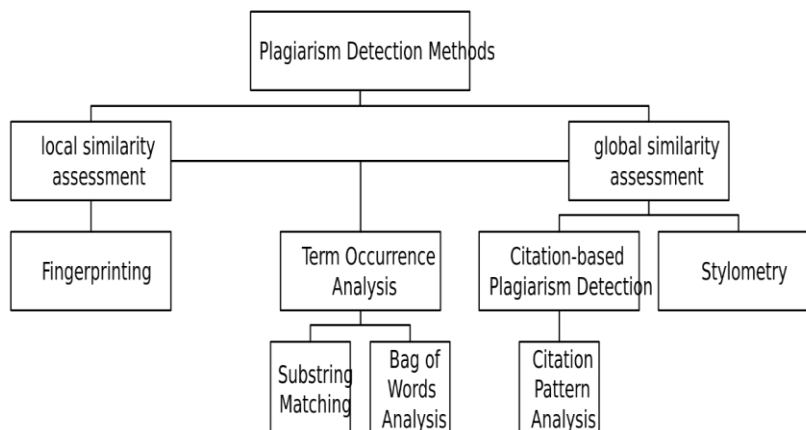 Plagiarism Detection Methods
local similarity
assessment
global similarity
assessment
Fingerprinting
Term Occurrence
Analysis
Citation-based
Plagiarism Detection
Stylometry
Substring
Matching
Bag of
Words
Analysis
Citation
Pattern
Analysis